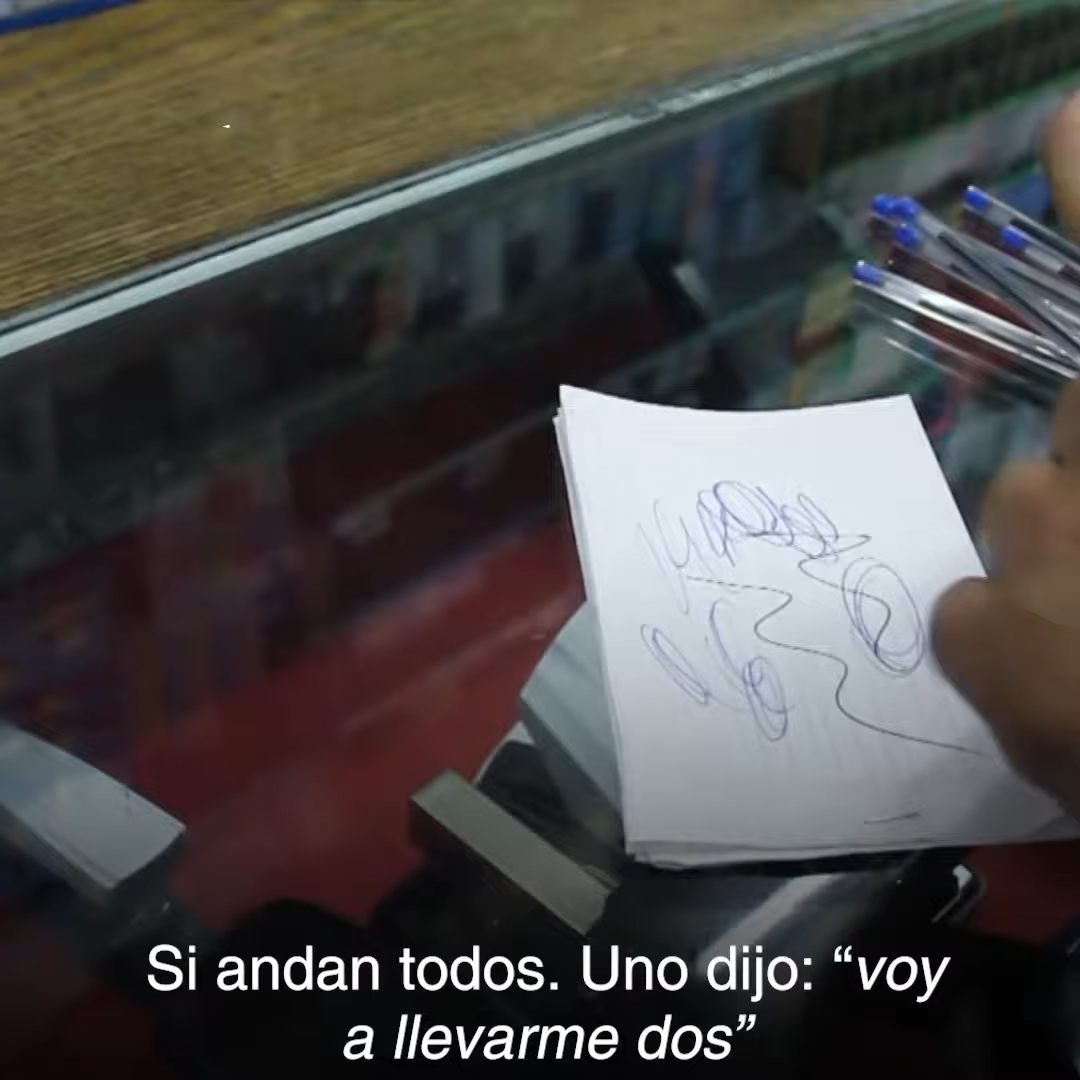 Si andan todos. Uno dijo: “voy
a llevarme dos”